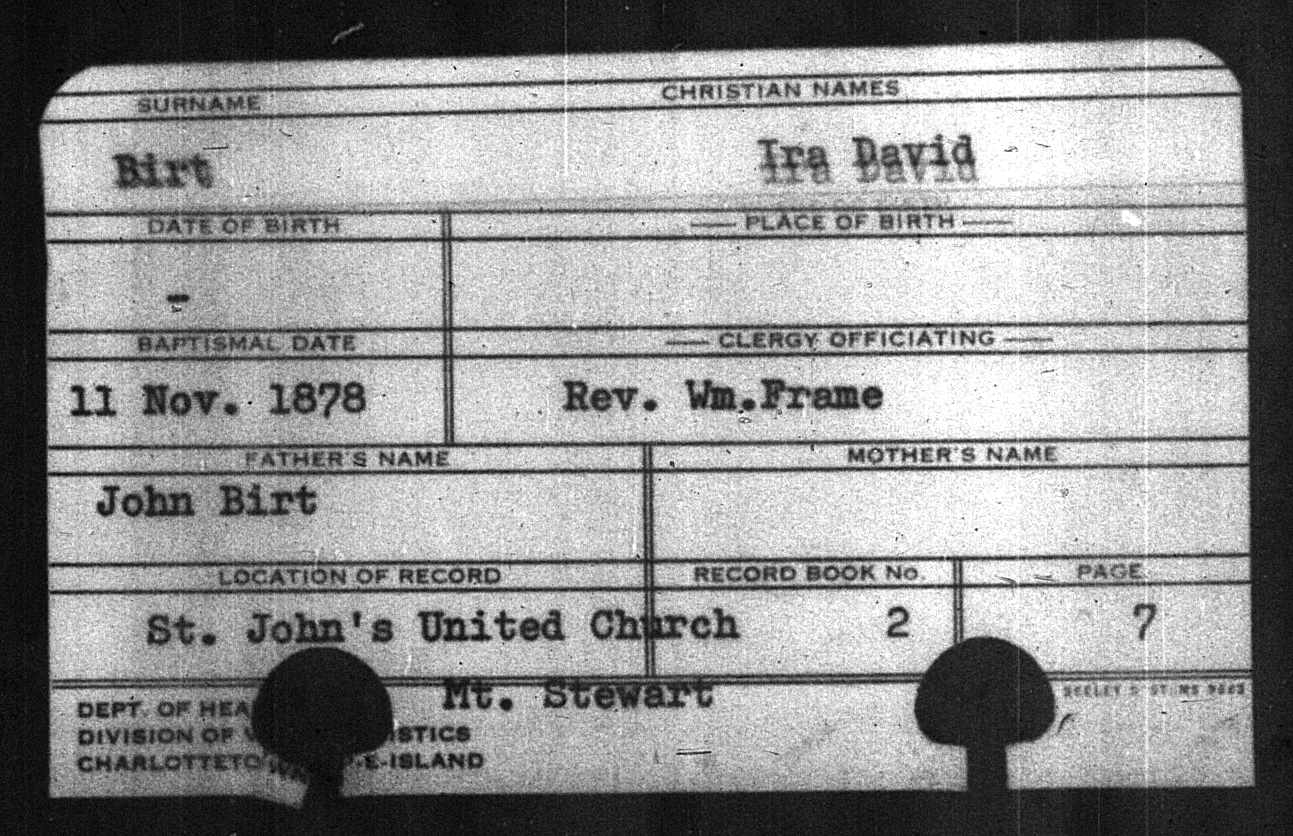 SURNAME CHRISTIAN NAMES
Birt Ira David
DATE OF BIRTH PLACE OF BIRTH
-
BAPTISMAL DATE CLERGY OFFICIATING
11 Nov. 1878 Rev. Wm.Frame
FATHER'S NAME MOTHER'S NAME
John Birt
LOCATION OF RECORD RECORD BOOK No. PAGE
St. John's United Church 2 7
Mt. Stewart
DEPT. OF
DIVISION OF
CHARLOTTETO E-ISLAND